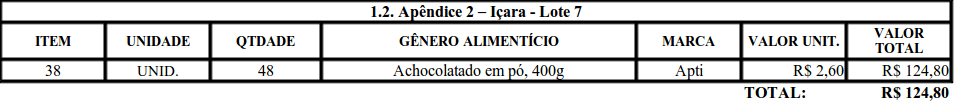 1.2. Apêndice 2 – Içara - Lote 7
ITEM UNIDADE QTDADE GÊNERO ALIMENTÍCIO MARCA VALOR UNIT. VALOR TOTAL
38 UNID. 48 Achocolatado em pó, 400g Apti R$ 2,60 R$ 124,80
TOTAL: R$ 124,80